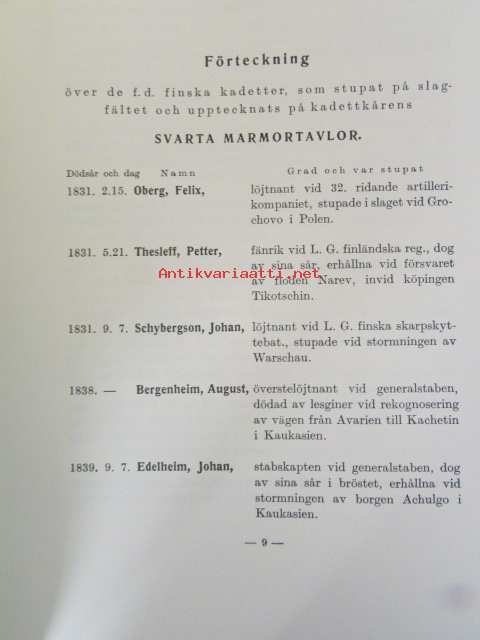 Förteckning
över de f.d. finska kadetter, som stupat på slag-
fältet och upptecknats på kadettkårens
SVARTA MARMORTAVLOR.
Dödsår och dag Namn Grad och var stupat
1831. 2.15. Oberg, Felix, löjtnant vid 32. ridande artilleri-
kompaniet, stupade i slaget vid Gro-
chovo i Polen.
1831. 5.21. Thesleff, Petter, fänrik vid L. G. finländska reg., dog
av sina sår, erhållna vid försvaret
Antikvariaatti.net
av floden Narev, invid köpingen
Tikotschin.
1831. 9. 7. Schybergson, Johan, löjtnant vid L. G. finska skarpskyt-
tebat., stupade vid stormningen av
Warschau.
1838. — Bergenheim, August, överstelöjtnant vid generalstaben,
dödad av lesginer vid rekognosering
av vägen från Avarien till Kachetin
i Kaukasien.
1839. 9. 7. Edelheim, Johan, stabskapten vid generalstaben, dog
av sina sår i bröstet, erhållna vid
stormningen av borgen Achulgo i
Kaukasien.
— 9 —